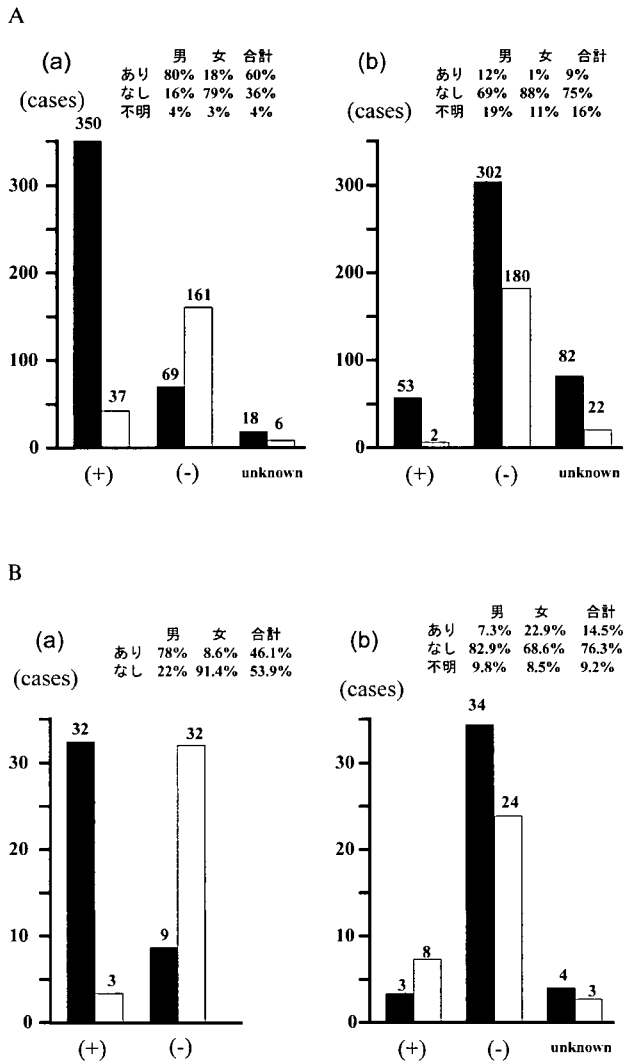 A
(a)
男 女 合計
あり 80% 18% 60%
なし 16% 79% 36%
不明 4% 3% 4%
(cases)
350
300
200
100
0
350
37
69
161
18
6
(+) (-) unknown
(b)
男 女 合計
あり 12% 1% 9%
なし 69% 88% 75%
不明 19% 11% 16%
(cases)
300
200
100
0
53
2
302
180
82
22
(+) (-) unknown
B
(a)
男 女 合計
あり 78% 8.6% 46.1%
なし 22% 91.4% 53.9%
(cases)
30
20
10
0
32
3
9
32
(+) (-)
(b)
男 女 合計
あり 7.3% 22.9% 14.5%
なし 82.9% 68.6% 76.3%
不明 9.8% 8.5% 9.2%
(cases)
30
20
10
0
3
8
34
24
4
3
(+) (-) unknown